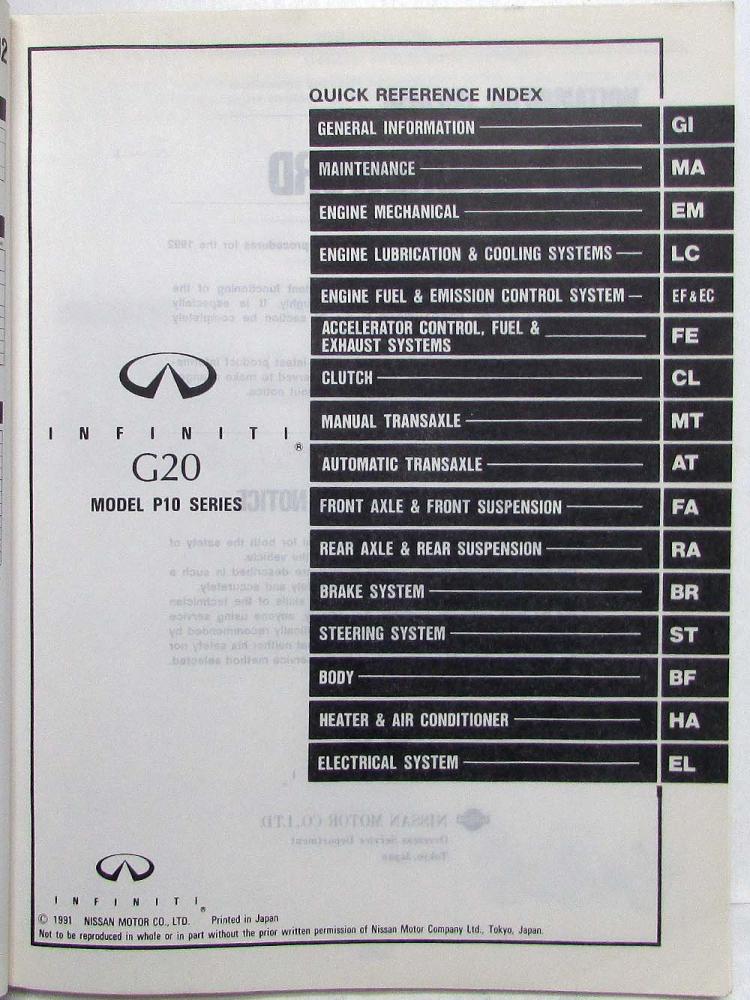 QUICK REFERENCE INDEX
GENERAL INFORMATION GI
MAINTENANCE MA
ENGINE MECHANICAL EM
ENGINE LUBRICATION & COOLING SYSTEMS LC
ENGINE FUEL & EMISSION CONTROL SYSTEM EF & EC
ACCELERATOR CONTROL, FUEL &
EXHAUST SYSTEMS FE
CLUTCH CL
MANUAL TRANSAXLE MT
AUTOMATIC TRANSAXLE AT
FRONT AXLE & FRONT SUSPENSION FA
REAR AXLE & REAR SUSPENSION RA
BRAKE SYSTEM BR
STEERING SYSTEM ST
BODY BF
HEATER & AIR CONDITIONER HA
ELECTRICAL SYSTEM EL
INFINITI®
G20
MODEL P10 SERIES
INFINITI®
© 1991 NISSAN MOTOR CO., LTD. Printed in Japan
Not to be reproduced in whole or in part without the prior written permission of Nissan Motor Company Ltd., Tokyo, Japan.